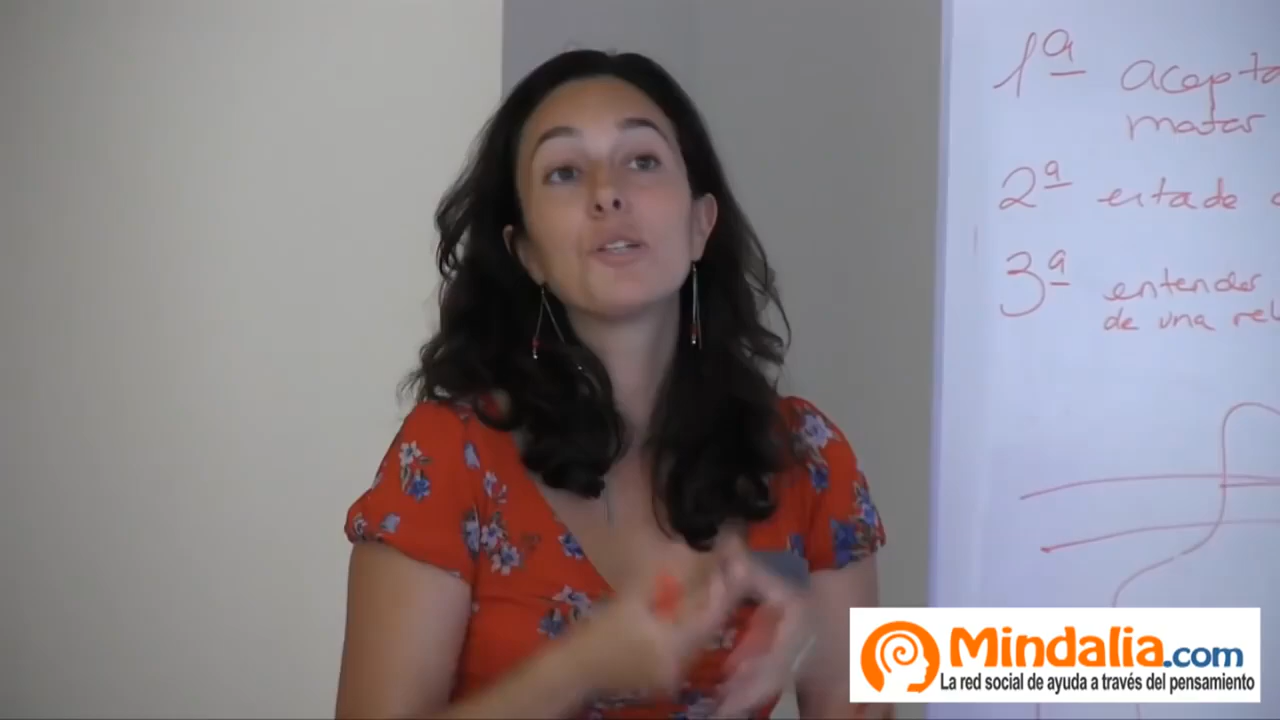 1ª acepta
matar
2ª estado
3ª entender
de una rel
Mindalia.com
La red social de ayuda a través del pensamiento